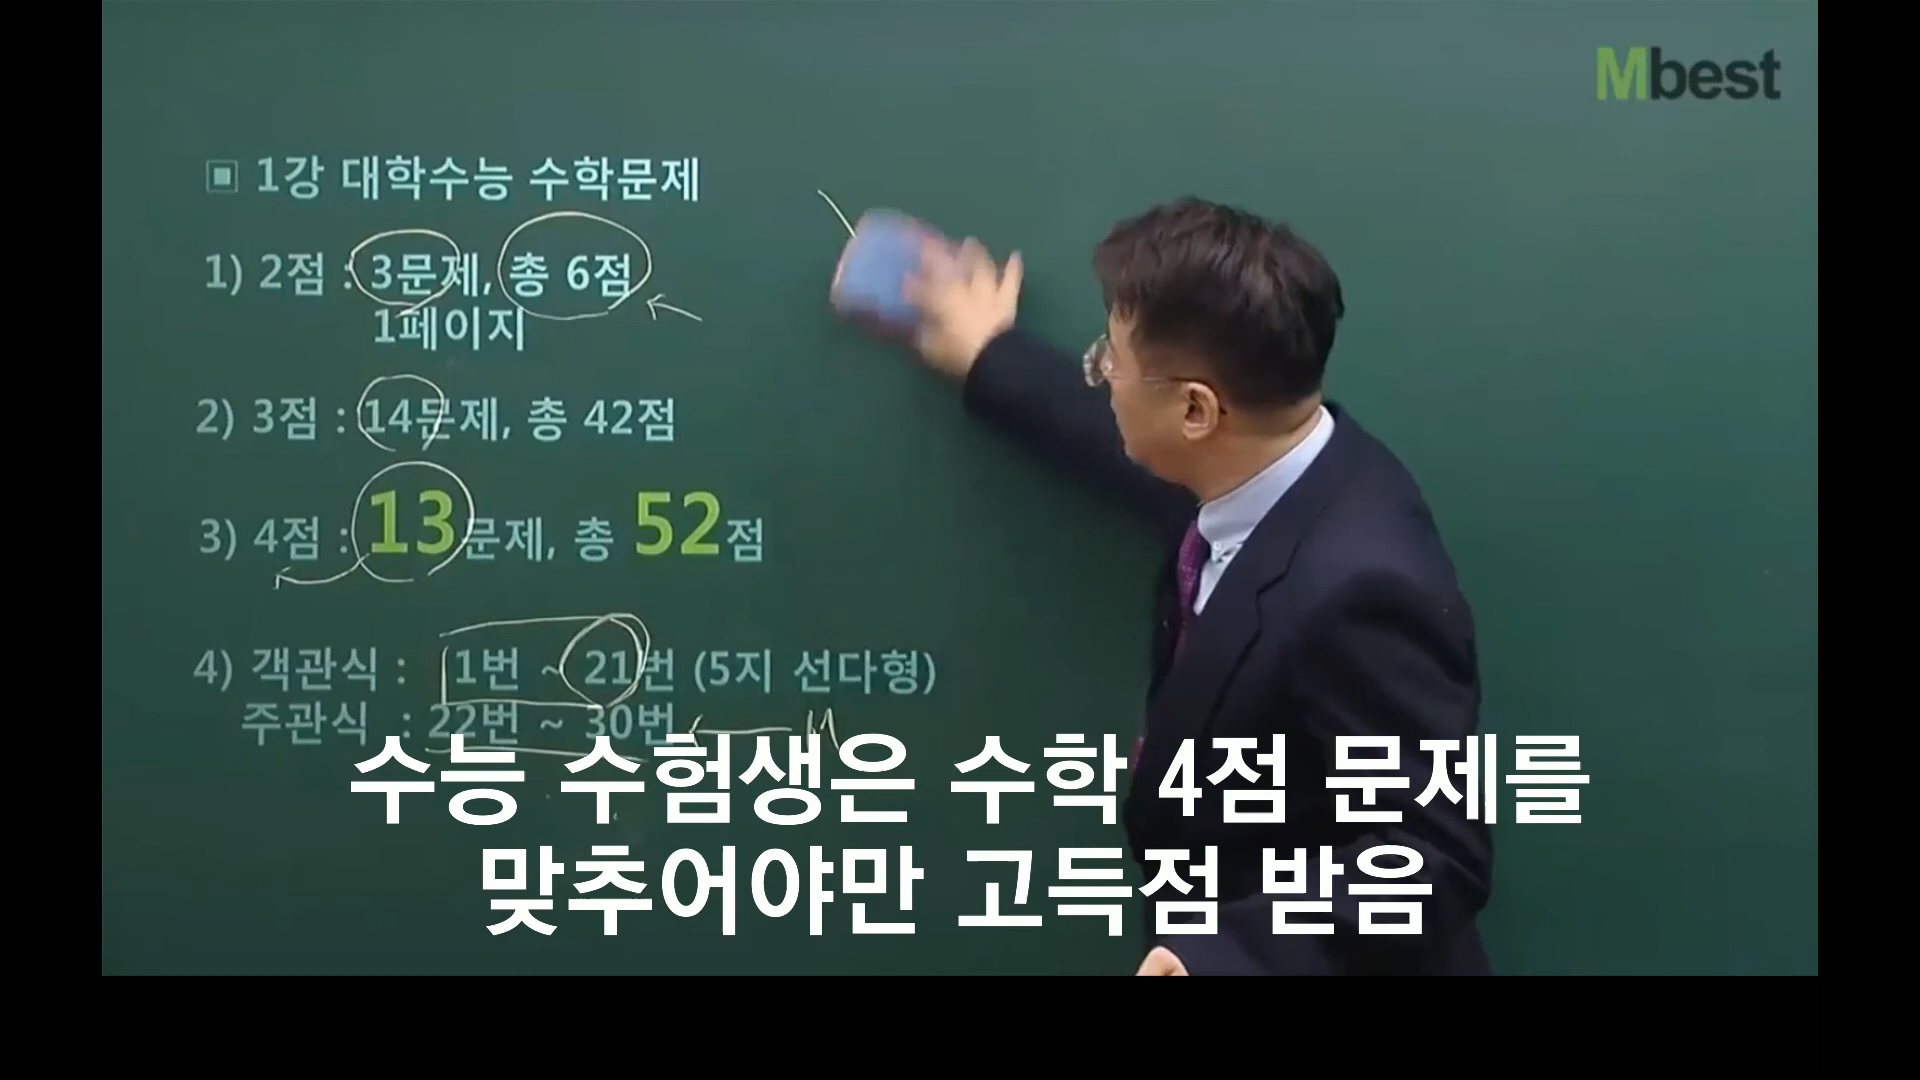 Mbest
▣ 1강 대학수능 수학문제
1) 2점 : 3문제, 총 6점
1페이지
2) 3점 : 14문제, 총 42점
3) 4점 : 13문제, 총 52점
4) 객관식 : 1번 ~ 21번 (5지 선다형)
주관식 : 22번 ~ 30번
수능 수험생은 수학 4점 문제를
맞추어야만 고득점 받음